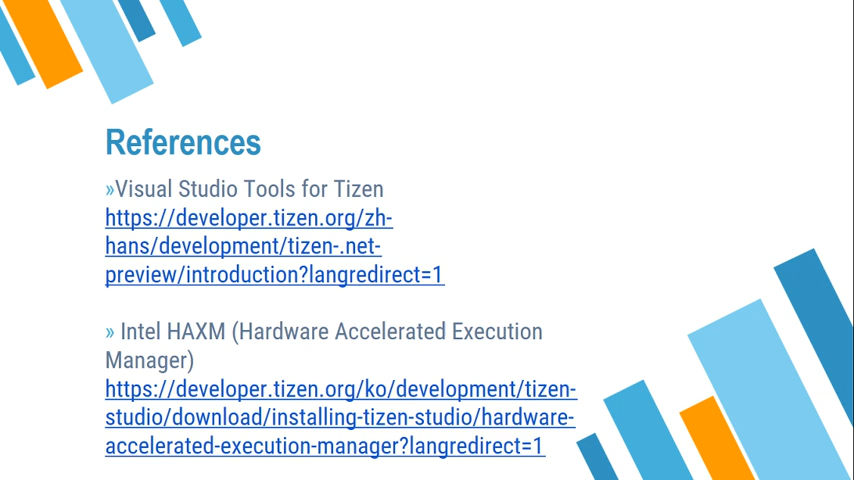 References
»Visual Studio Tools for Tizen
https://developer.tizen.org/zh-
hans/development/tizen-.net-
preview/introduction?langredirect=1
» Intel HAXM (Hardware Accelerated Execution
Manager)
https://developer.tizen.org/ko/development/tizen-
studio/download/installing-tizen-studio/hardware-
accelerated-execution-manager?langredirect=1